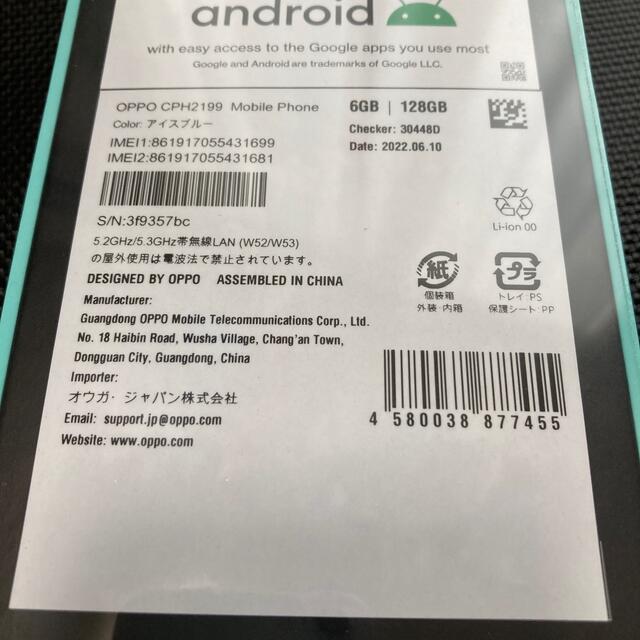 android
with easy access to the Google apps you use most
Google and Android are trademarks of Google LLC.
OPPO CPH2199 Mobile Phone
6GB | 128GB
Color: アイスブルー
Checker: 30448D
IMEI1:861917055431699
Date: 2022.06.10
IMEI2:861917055431681
S/N:3f9357bc
Li-ion 00
5.2GHz/5.3GHz帯無線LAN (W52/W53)
の屋外使用は電波法で禁止されています。
DESIGNED BY OPPO ASSEMBLED IN CHINA
紙
プラ
個装箱
外装・内箱
トレイ:PS
保護シート:PP
Manufacturer:
Guangdong OPPO Mobile Telecommunications Corp., Ltd.
No. 18 Haibin Road, Wusha Village, Chang'an Town,
Dongguan City, Guangdong, China
Importer:
オウガ・ジャパン株式会社
Email: support.jp@oppo.com
Website: www.oppo.com
4 580038 877455